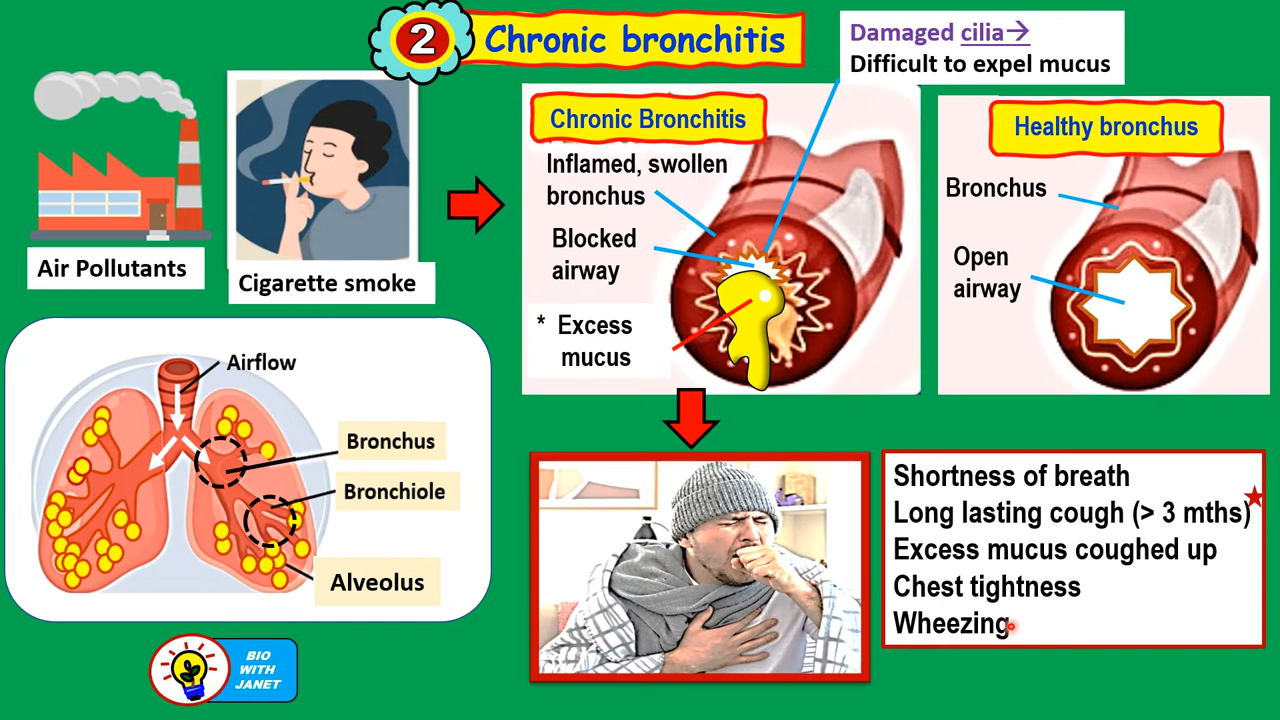 2
Chronic bronchitis
Damaged cilia→
Difficult to expel mucus
Air Pollutants
Cigarette smoke
Chronic Bronchitis
Inflamed, swollen
bronchus
Blocked
airway
* Excess
mucus
Healthy bronchus
Bronchus
Open
airway
Airflow
Bronchus
Bronchiole
Alveolus
Shortness of breath
Long lasting cough (> 3 mths)
Excess mucus coughed up
Chest tightness
Wheezing
BIO
WITH
JANET